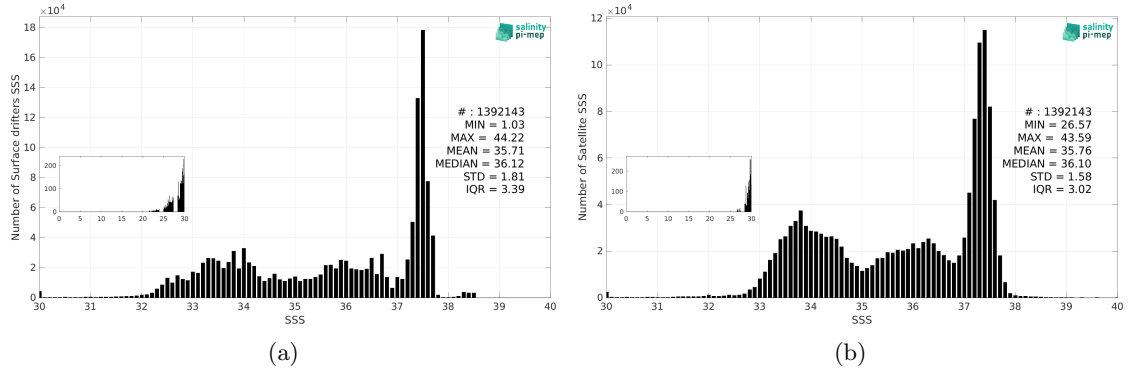 ×10⁴
18
16
14
12
10
8
6
4
2
0
Number of Surface drifters SSS
salinity
pi-mep
# : 1392143
MIN = 1.03
MAX = 44.22
MEAN = 35.71
MEDIAN = 36.12
STD = 1.81
IQR = 3.39
200
100
0
0 5 10 15 20 25 30
30 31 32 33 34 35 36 37 38 39 40
SSS
(a)
×10⁴
12
10
8
6
4
2
0
Number of Satellite SSS
salinity
pi-mep
# : 1392143
MIN = 26.57
MAX = 43.59
MEAN = 35.76
MEDIAN = 36.10
STD = 1.58
IQR = 3.02
200
100
0
0 5 10 15 20 25 30
30 31 32 33 34 35 36 37 38 39 40
SSS
(b)